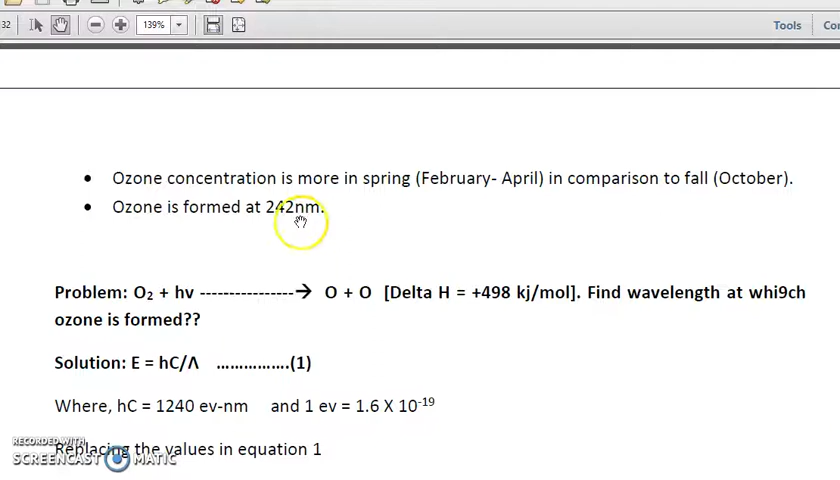 32
139%
Tools
Con
• Ozone concentration is more in spring (February- April) in comparison to fall (October).
• Ozone is formed at 242nm.
Problem: O₂ + hv ----------------→ O + O [Delta H = +498 kj/mol]. Find wavelength at whi9ch
ozone is formed??
Solution: E = hC/Λ ................(1)
Where, hC = 1240 ev-nm and 1 ev = 1.6 X 10⁻¹⁹
Replacing the values in equation 1
RECORDED WITH
SCREENCAST MATIC